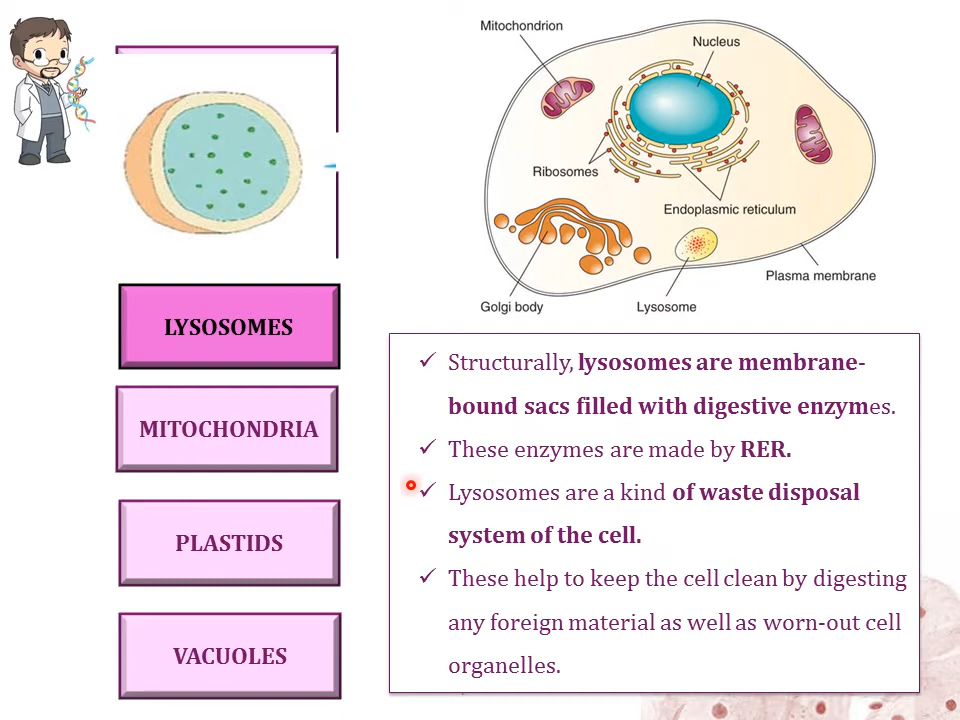 Mitochondrion
Nucleus
Ribosomes
Endoplasmic reticulum
Plasma membrane
Golgi body
Lysosome
LYSOSOMES
MITOCHONDRIA
PLASTIDS
VACUOLES
✓ Structurally, lysosomes are membrane-
bound sacs filled with digestive enzymes.
✓ These enzymes are made by RER.
✓ Lysosomes are a kind of waste disposal
system of the cell.
✓ These help to keep the cell clean by digesting
any foreign material as well as worn-out cell
organelles.